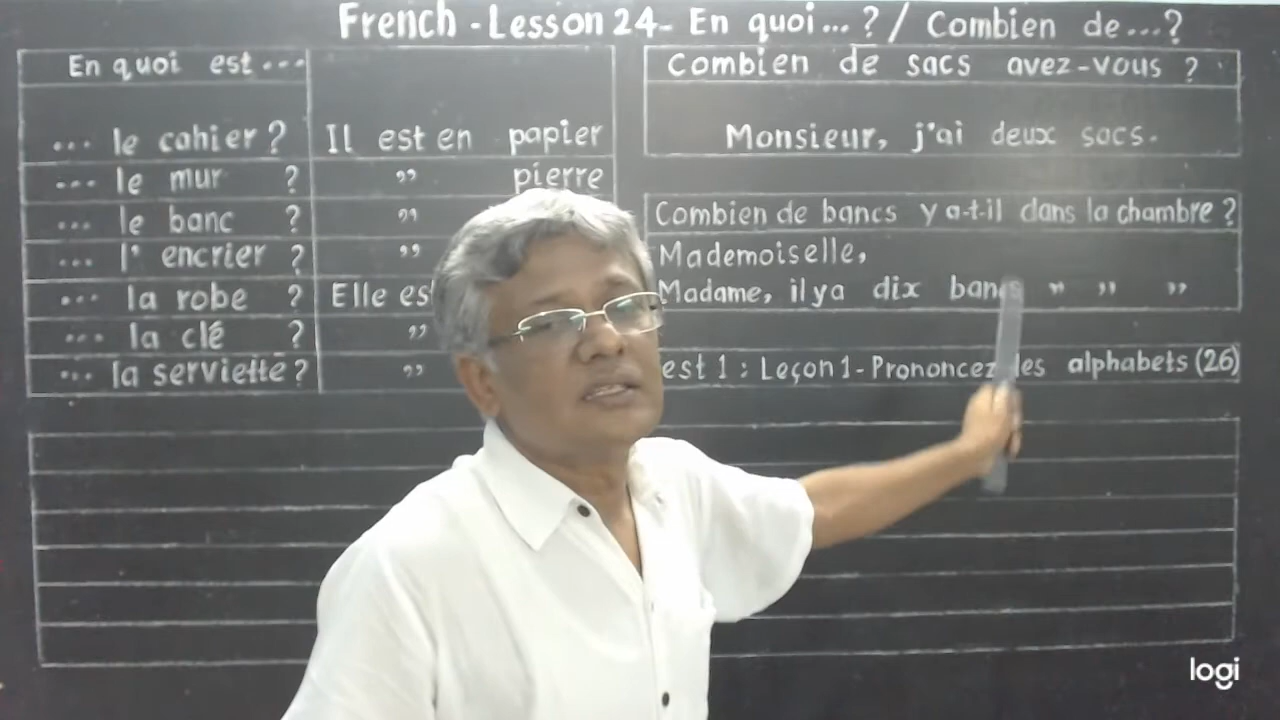 French - Lesson 24 - En quoi...? / Combien de...?
En quoi est...
... le cahier ? Il est en papier
... le mur ? ” pierre
... le banc ? ”
... l' encrier ? ”
... la robe ? Elle es
... la clé ? ”
... la serviette ? ”
Combien de sacs avez-vous ?
Monsieur, j'ai deux sacs.
Combien de bancs y a-t-il dans la chambre ?
Mademoiselle,
Madame, il y a dix bancs ” ” ”
est 1 : Leçon 1 - Prononcez les alphabets (26)
logi